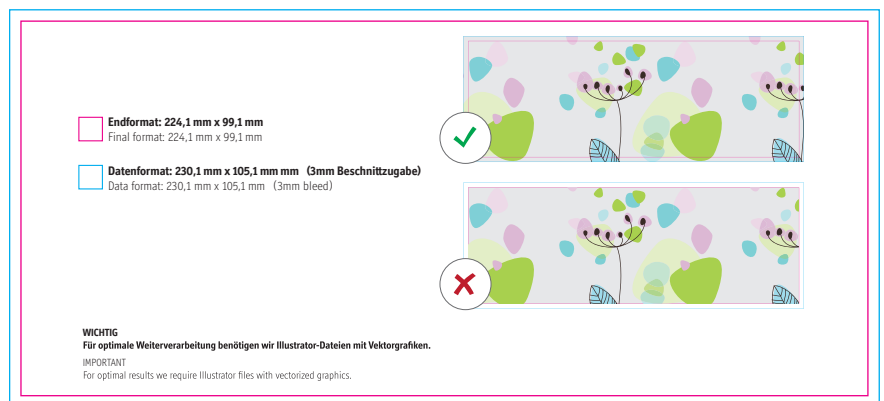 Endformat: 224,1 mm x 99,1 mm
Final format: 224,1 mm x 99,1 mm
Datenformat: 230,1 mm x 105,1 mm mm (3mm Beschnittzugabe)
Data format: 230,1 mm x 105,1 mm (3mm bleed)
WICHTIG
Für optimale Weiterverarbeitung benötigen wir Illustrator-Dateien mit Vektorgrafiken.
IMPORTANT
For optimal results we require Illustrator files with vectorized graphics.